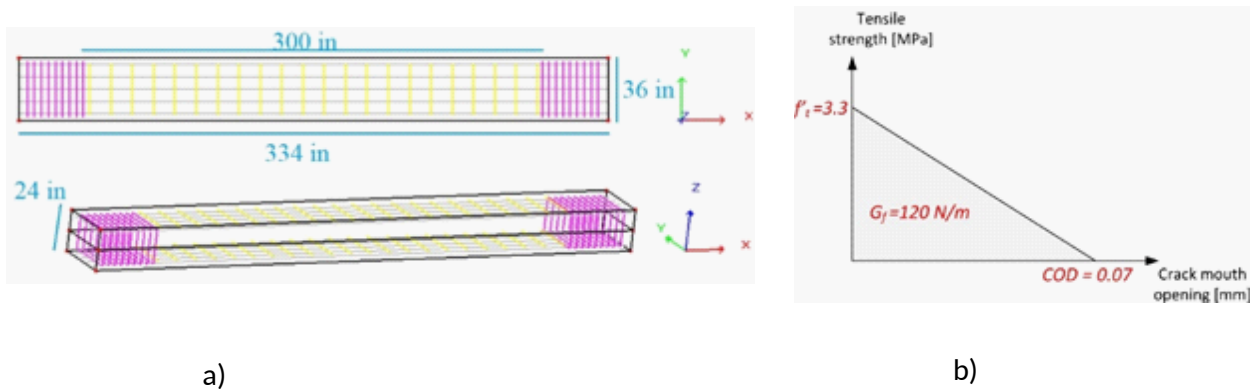 300 in
Y
36 in
X
334 in
24 in
Z
Y
X
a)
Tensile
strength [MPa]
f't =3.3
Gf =120 N/m
COD = 0.07
Crack mouth
opening [mm]
b)